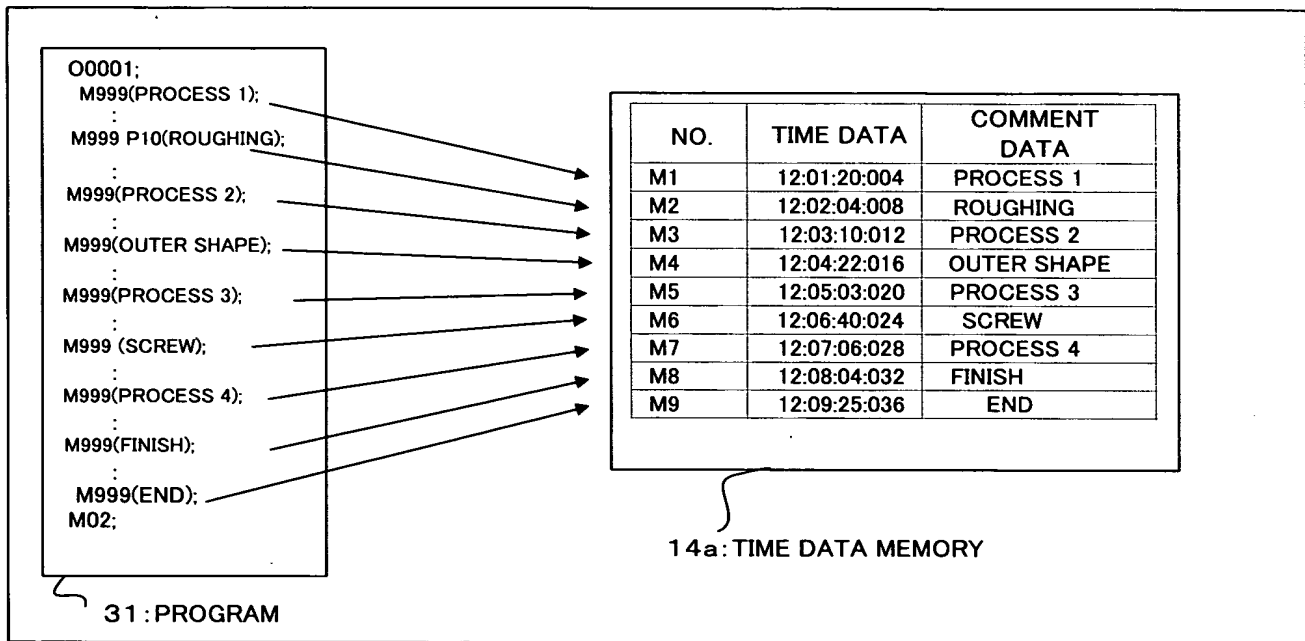 O0001;
M999(PROCESS 1);
:
M999 P10(ROUGHING);
:
M999(PROCESS 2);
:
M999(OUTER SHAPE);
:
M999(PROCESS 3);
:
M999 (SCREW);
:
M999(PROCESS 4);
:
M999(FINISH);
:
M999(END);
M02;
31:PROGRAM
NO. TIME DATA COMMENT DATA
M1 12:01:20:004 PROCESS 1
M2 12:02:04:008 ROUGHING
M3 12:03:10:012 PROCESS 2
M4 12:04:22:016 OUTER SHAPE
M5 12:05:03:020 PROCESS 3
M6 12:06:40:024 SCREW
M7 12:07:06:028 PROCESS 4
M8 12:08:04:032 FINISH
M9 12:09:25:036 END
14a:TIME DATA MEMORY